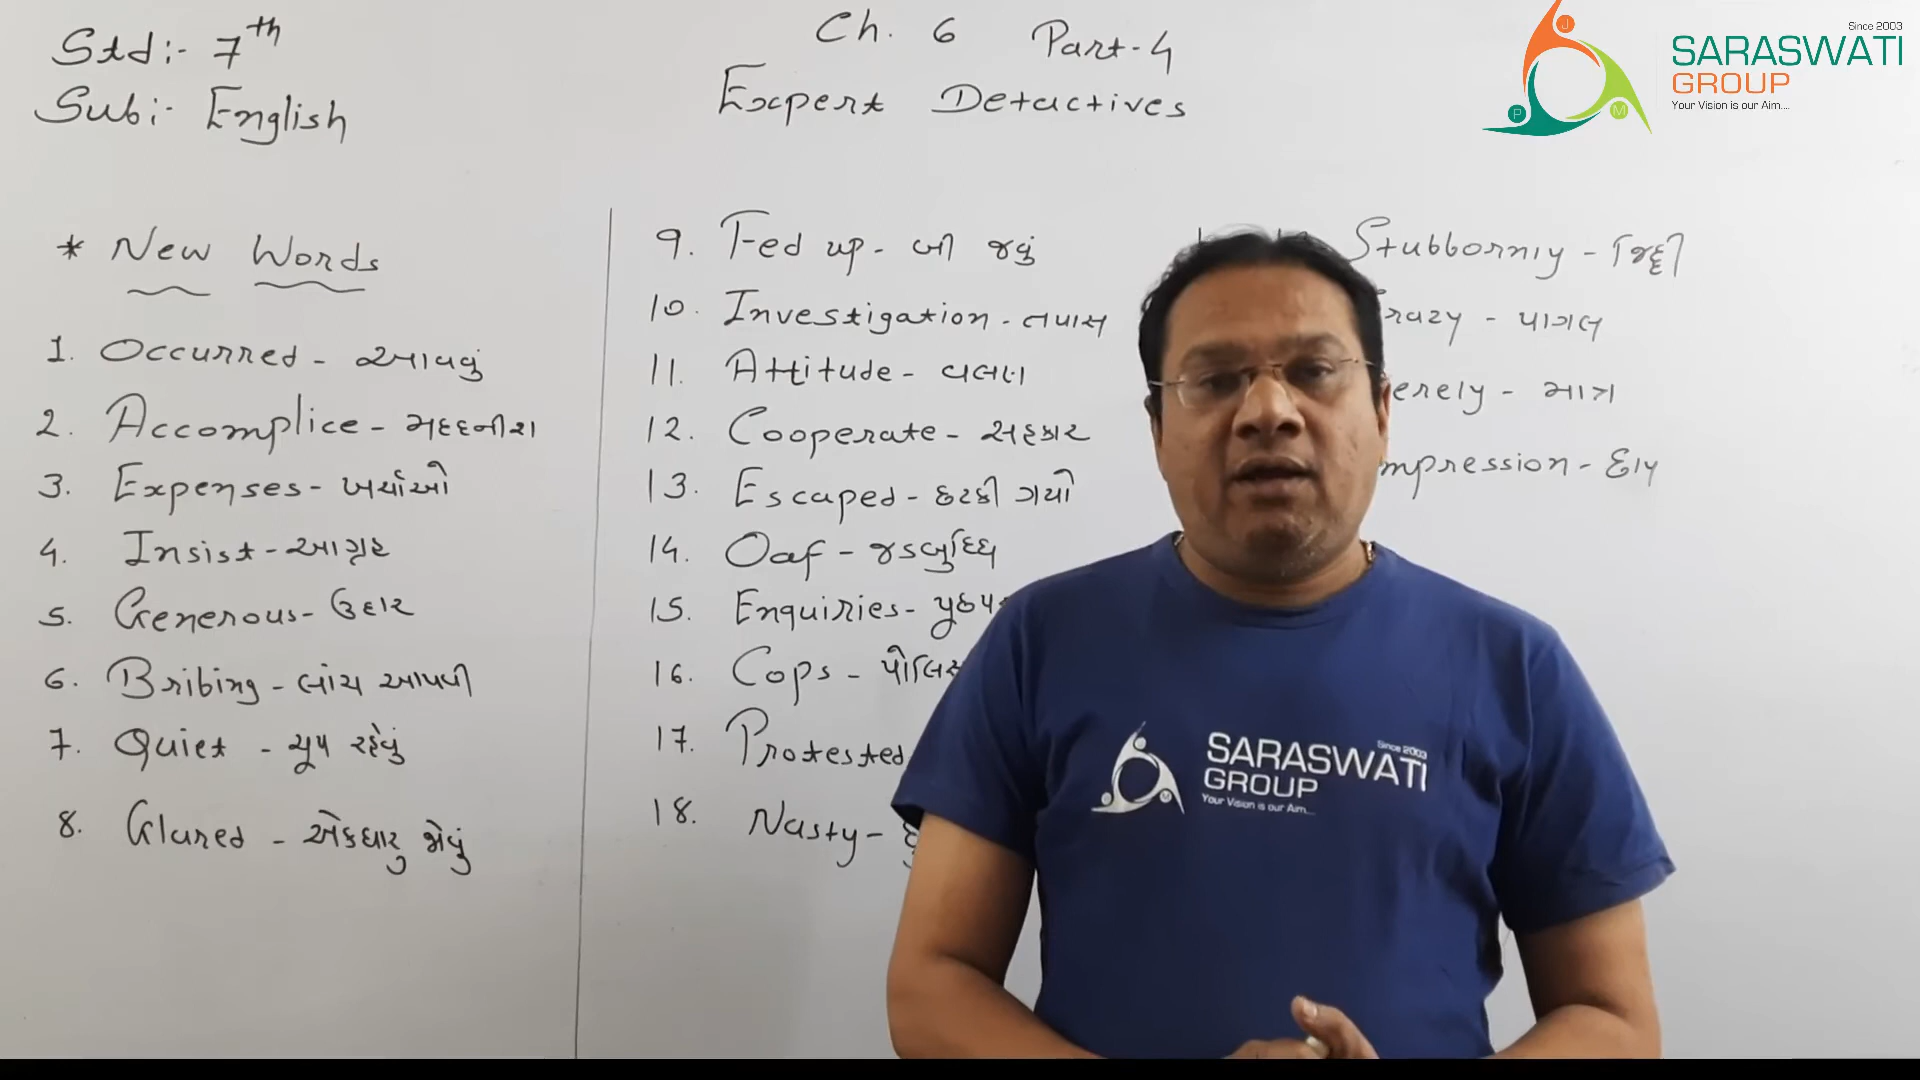 Std:- 7th
Sub:- English
Ch. 6 Part-4
Expert Detactives
Since 2003
SARASWATI
GROUP
Your Vision is our Aim....
J
P
M
* New Words
1. Occurred - આવવું
2. Accomplice - મદદનીશ
3. Expenses - ખર્ચાઓ
4. Insist - આગ્રહ
5. Generous - ઉદાર
6. Bribing - લાંચ આપવી
7. Quiet - ચૂપ રહેવું
8. Glared - એકધારુ જોવું
9. Fed up - બી જવું
10. Investigation - તપાસ
11. Attitude - વલણ
12. Cooperate - સહકાર
13. Escaped - છટકી ગયો
14. Oaf - જડબુદ્ધિ
15. Enquiries -
16. Cops - પોલિસ
17. Protested
18. Nasty -
Stubbornly - જિદ્દી
razy - પાગલ
erely - માત્ર
mpression - છાપ
Since 2003
SARASWATI
GROUP
Your Vision is our Aim....